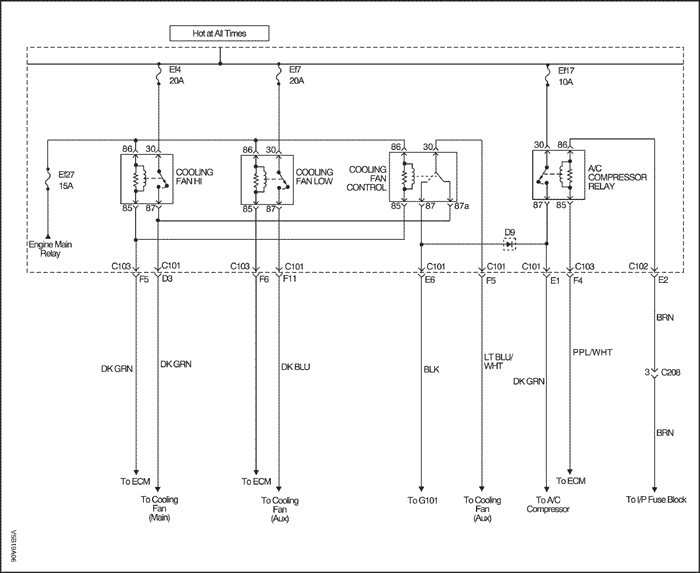 Hot at All Times
Ef4
20A
Ef7
20A
Ef17
10A
86 30 86 30 86 30 30 86
Ef27
15A
COOLING
FAN HI
COOLING
FAN LOW
COOLING
FAN
CONTROL
A/C
COMPRESSOR
RELAY
85 87 85 87 85 87 87a 87 85
D9
Engine Main
Relay
C103 C101 C103 C101 C101 C101 C101 C103 C102
F5 D3 F6 F11 E6 F5 E1 F4 E2
BRN
DK GRN
DK GRN
DK BLU
BLK
LT BLU/
WHT
DK GRN
PPL/WHT
3 C208
BRN
To ECM
To Cooling
Fan
(Main)
To ECM
To Cooling
Fan
(Aux)
To G101
To Cooling
Fan
(Aux)
To A/C
Compressor
To ECM
To I/P Fuse Block
V5B19A06